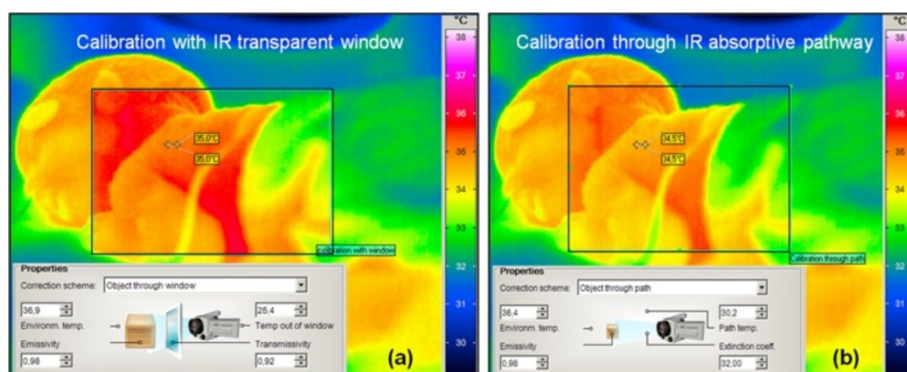 °C
Calibration with IR transparent window
38
37
36
35
34
33
32
31
30
35.0°C
35.0°C
Calibration with window
Properties
Correction scheme: Object through window
36,9
25,4
Environm. temp.
Temp out of window
Emissivity
Transmissivity
0,98
0,92
(a)
°C
Calibration through IR absorptive pathway
38
37
36
35
34
33
32
31
30
34.5°C
34.5°C
Calibration through path
Properties
Correction scheme: Object through path
36,4
30,2
Environm. temp.
Path temp.
Emissivity
Extinction coeff.
0,98
32,00
(b)